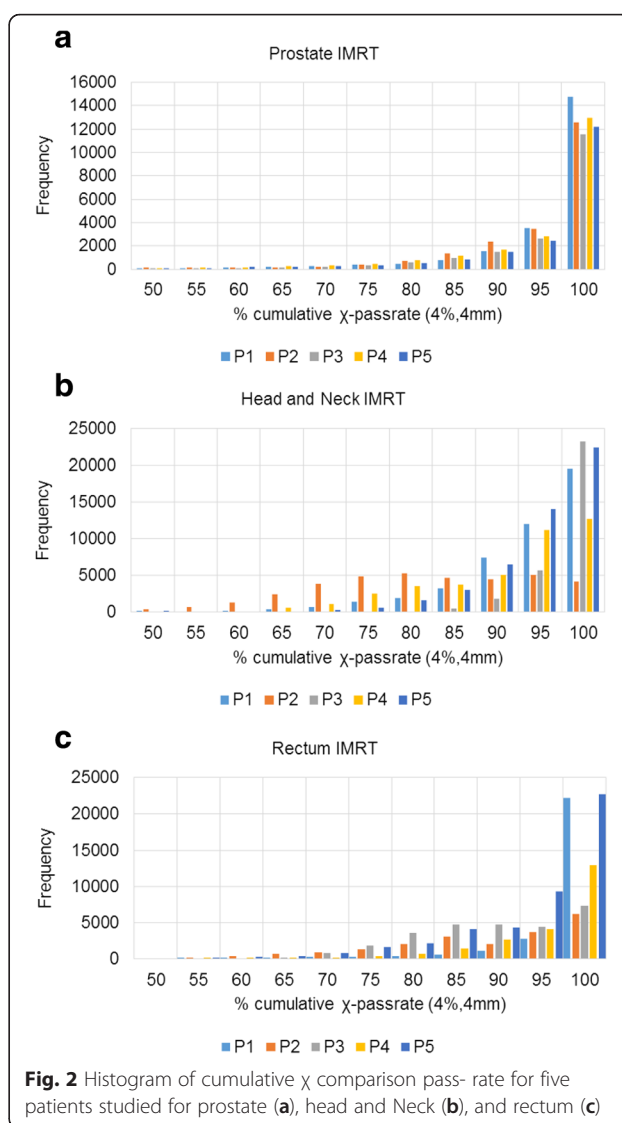 a
Prostate IMRT
Frequency
16000
14000
12000
10000
8000
6000
4000
2000
0
50 55 60 65 70 75 80 85 90 95 100
% cumulative χ-passrate (4%,4mm)
P1 P2 P3 P4 P5
b
Head and Neck IMRT
Frequency
25000
20000
15000
10000
5000
0
50 55 60 65 70 75 80 85 90 95 100
% cumulative χ-passrate (4%,4mm)
P1 P2 P3 P4 P5
c
Rectum IMRT
Frequency
25000
20000
15000
10000
5000
0
50 55 60 65 70 75 80 85 90 95 100
% cumulative χ-passrate (4%,4mm)
P1 P2 P3 P4 P5
Fig. 2 Histogram of cumulative χ comparison pass- rate for five
patients studied for prostate (a), head and Neck (b), and rectum (c)